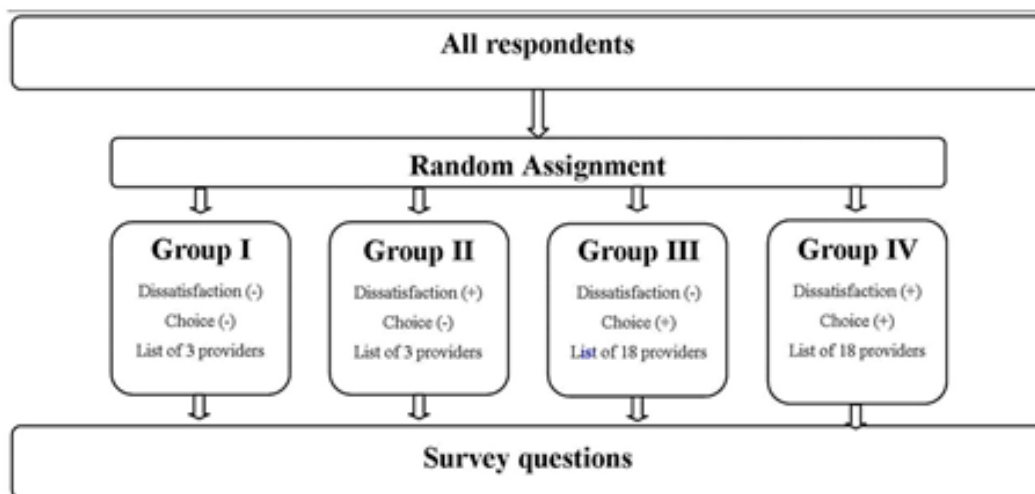 All respondents
Random Assignment
Group I
Dissatisfaction (-)
Choice (-)
List of 3 providers
Group II
Dissatisfaction (+)
Choice (-)
List of 3 providers
Group III
Dissatisfaction (-)
Choice (+)
List of 18 providers
Group IV
Dissatisfaction (+)
Choice (+)
List of 18 providers
Survey questions